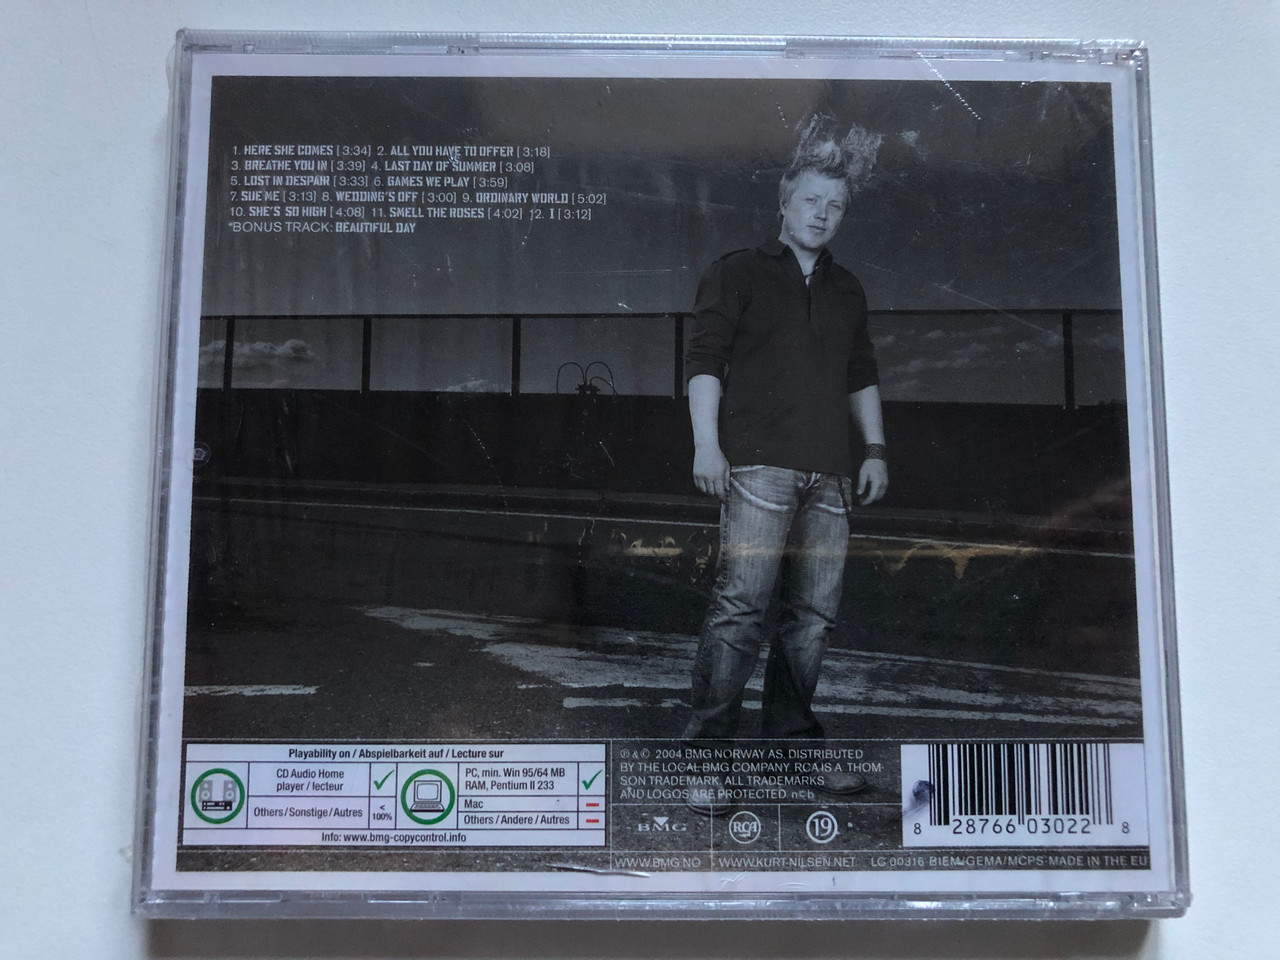 1. HERE SHE COMES [ 3:34] 2. ALL YOU HAVE TO OFFER [ 3:18]
3. BREATHE YOU IN [ 3:39] 4. LAST DAY OF SUMMER [ 3:08]
5. LOST IN DESPAIR [ 3:33] 6. GAMES WE PLAY [ 3:59]
7. SUE ME [ 3:13] 8. WEDDING'S OFF [ 3:00] 9. ORDINARY WORLD [ 5:02]
10. SHE'S SO HIGH [ 4:08] 11. SMELL THE ROSES [ 4:02] 12. I [ 3:12]
*BONUS TRACK: BEAUTIFUL DAY
Playability on / Abspielbarkeit auf / Lecture sur
CD Audio Home
player / lecteur
Others / Sonstige / Autres
<
100%
PC, min. Win 95/64 MB
RAM, Pentium II 233
Mac
Others / Andere / Autres
Info: www.bmg-copycontrol.info
℗ & © 2004 BMG NORWAY AS. DISTRIBUTED
BY THE LOCAL BMG COMPANY. RCA IS A THOM-
SON TRADEMARK. ALL TRADEMARKS
AND LOGOS ARE PROTECTED. n©b
BMG
RCA
19
WWW.BMG.NO
WWW.KURT-NILSEN.NET
LC 00316 BIEM/GEMA/MCPS MADE IN THE EU
8 28766 03022 8